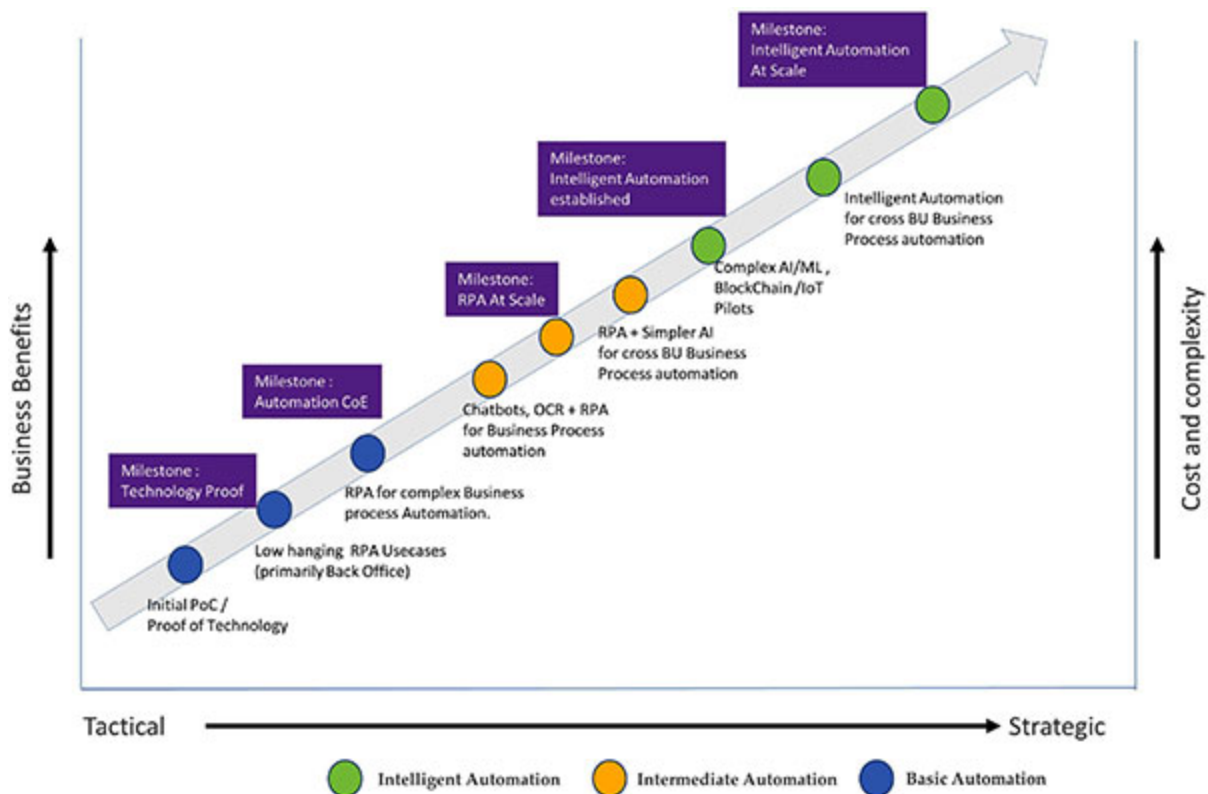 Milestone:
Intelligent Automation
At Scale
Milestone:
Intelligent Automation
established
Intelligent Automation
for cross BU Business
Process automation
Milestone:
RPA At Scale
Complex AI/ML ,
BlockChain /IoT
Pilots
RPA + Simpler AI
for cross BU Business
Process automation
Milestone :
Automation CoE
Chatbots, OCR + RPA
for Business Process
automation
Milestone :
Technology Proof
RPA for complex Business
process Automation.
Low hanging RPA Usecases
(primarily Back Office)
Initial PoC /
Proof of Technology
Business Benefits
Cost and complexity
Tactical
Strategic
Intelligent Automation
Intermediate Automation
Basic Automation